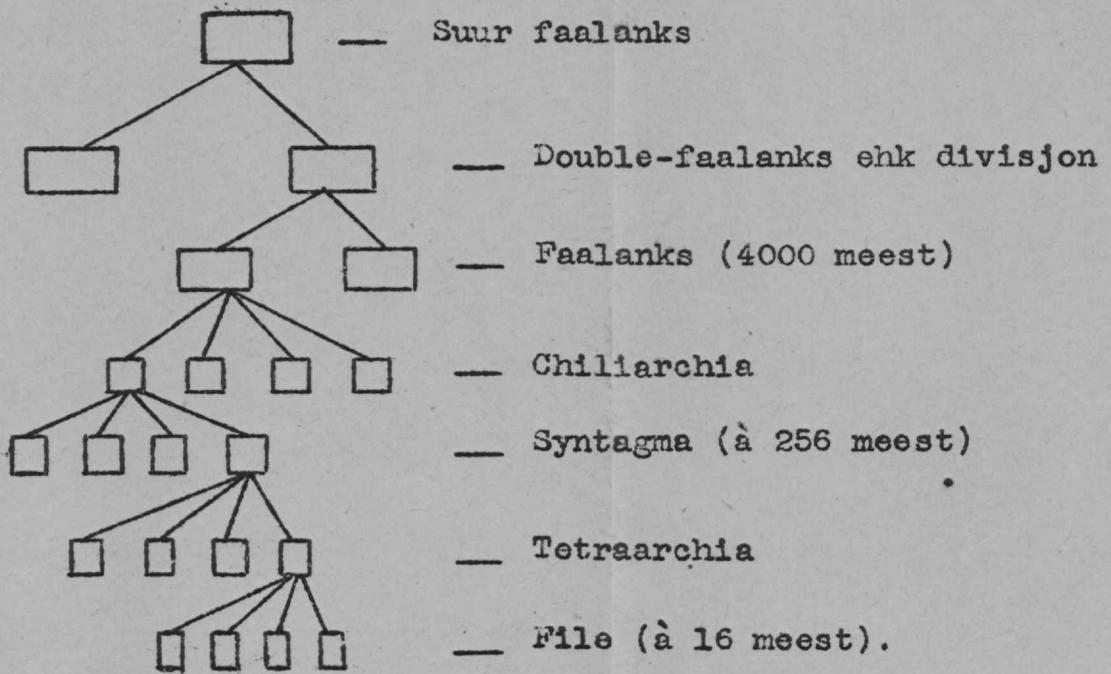 — Suur faalanks
— Double-faalanks ehk divisjon
— Faalanks (4000 meest)
— Chiliarchia
— Syntagma (à 256 meest)
— Tetraarchia
— File (à 16 meest).